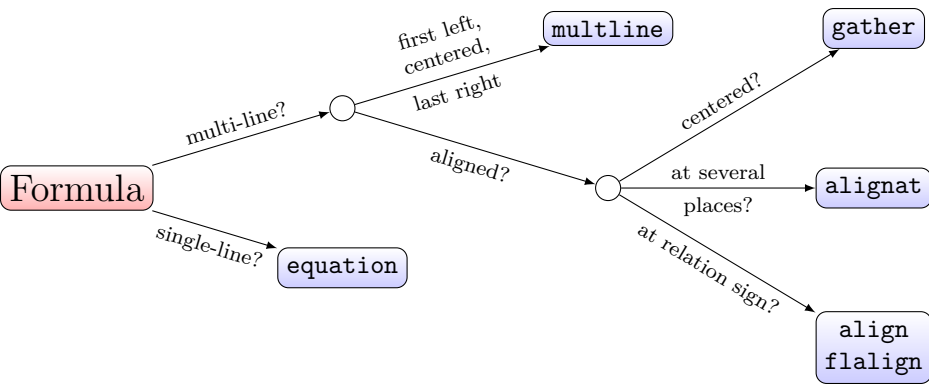 first left,
centered,
last right
multline
gather
multi-line?
centered?
Formula
aligned?
at several
places?
alignat
single-line?
equation
at relation sign?
align
flalign